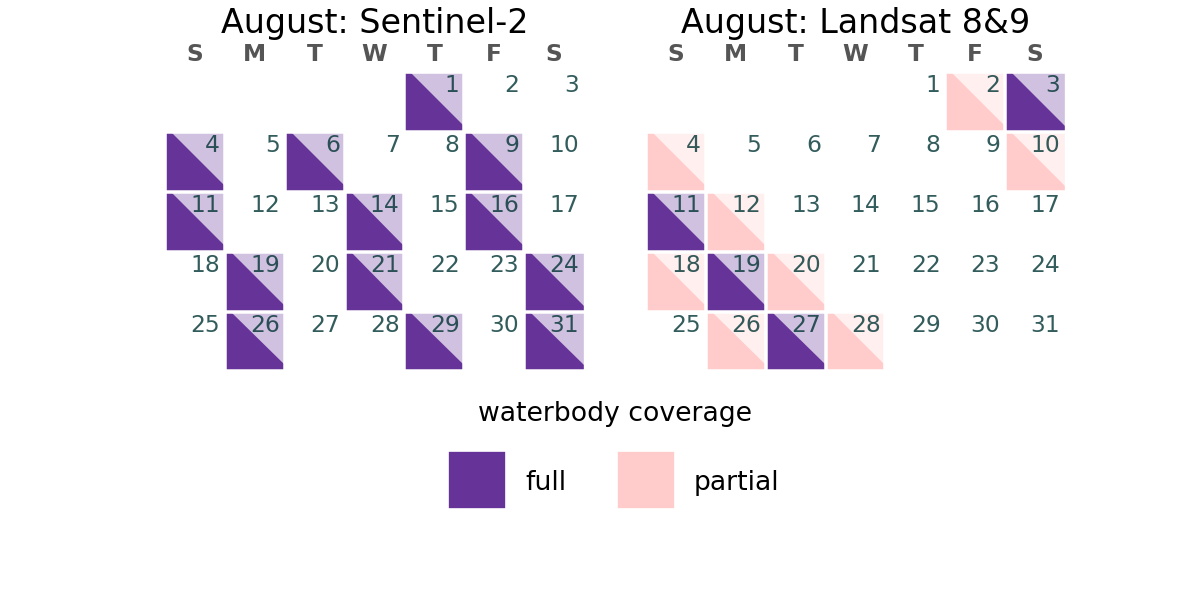 August: Sentinel-2
S M T W T F S
1 2 3
4 5 6 7 8 9 10
11 12 13 14 15 16 17
18 19 20 21 22 23 24
25 26 27 28 29 30 31
August: Landsat 8&9
S M T W T F S
1 2 3
4 5 6 7 8 9 10
11 12 13 14 15 16 17
18 19 20 21 22 23 24
25 26 27 28 29 30 31
waterbody coverage
full partial